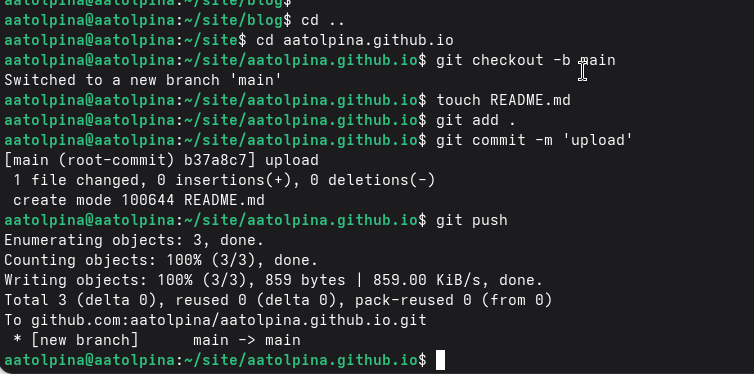 aatolpina@aatolpina:~/site/blog$
aatolpina@aatolpina:~/site/blog$ cd ..
aatolpina@aatolpina:~/site$ cd aatolpina.github.io
aatolpina@aatolpina:~/site/aatolpina.github.io$ git checkout -b main
Switched to a new branch 'main'
aatolpina@aatolpina:~/site/aatolpina.github.io$ touch README.md
aatolpina@aatolpina:~/site/aatolpina.github.io$ git add .
aatolpina@aatolpina:~/site/aatolpina.github.io$ git commit -m 'upload'
[main (root-commit) b37a8c7] upload
 1 file changed, 0 insertions(+), 0 deletions(-)
 create mode 100644 README.md
aatolpina@aatolpina:~/site/aatolpina.github.io$ git push
Enumerating objects: 3, done.
Counting objects: 100% (3/3), done.
Writing objects: 100% (3/3), 859 bytes | 859.00 KiB/s, done.
Total 3 (delta 0), reused 0 (delta 0), pack-reused 0 (from 0)
To github.com:aatolpina/aatolpina.github.io.git
 * [new branch]      main -> main
aatolpina@aatolpina:~/site/aatolpina.github.io$